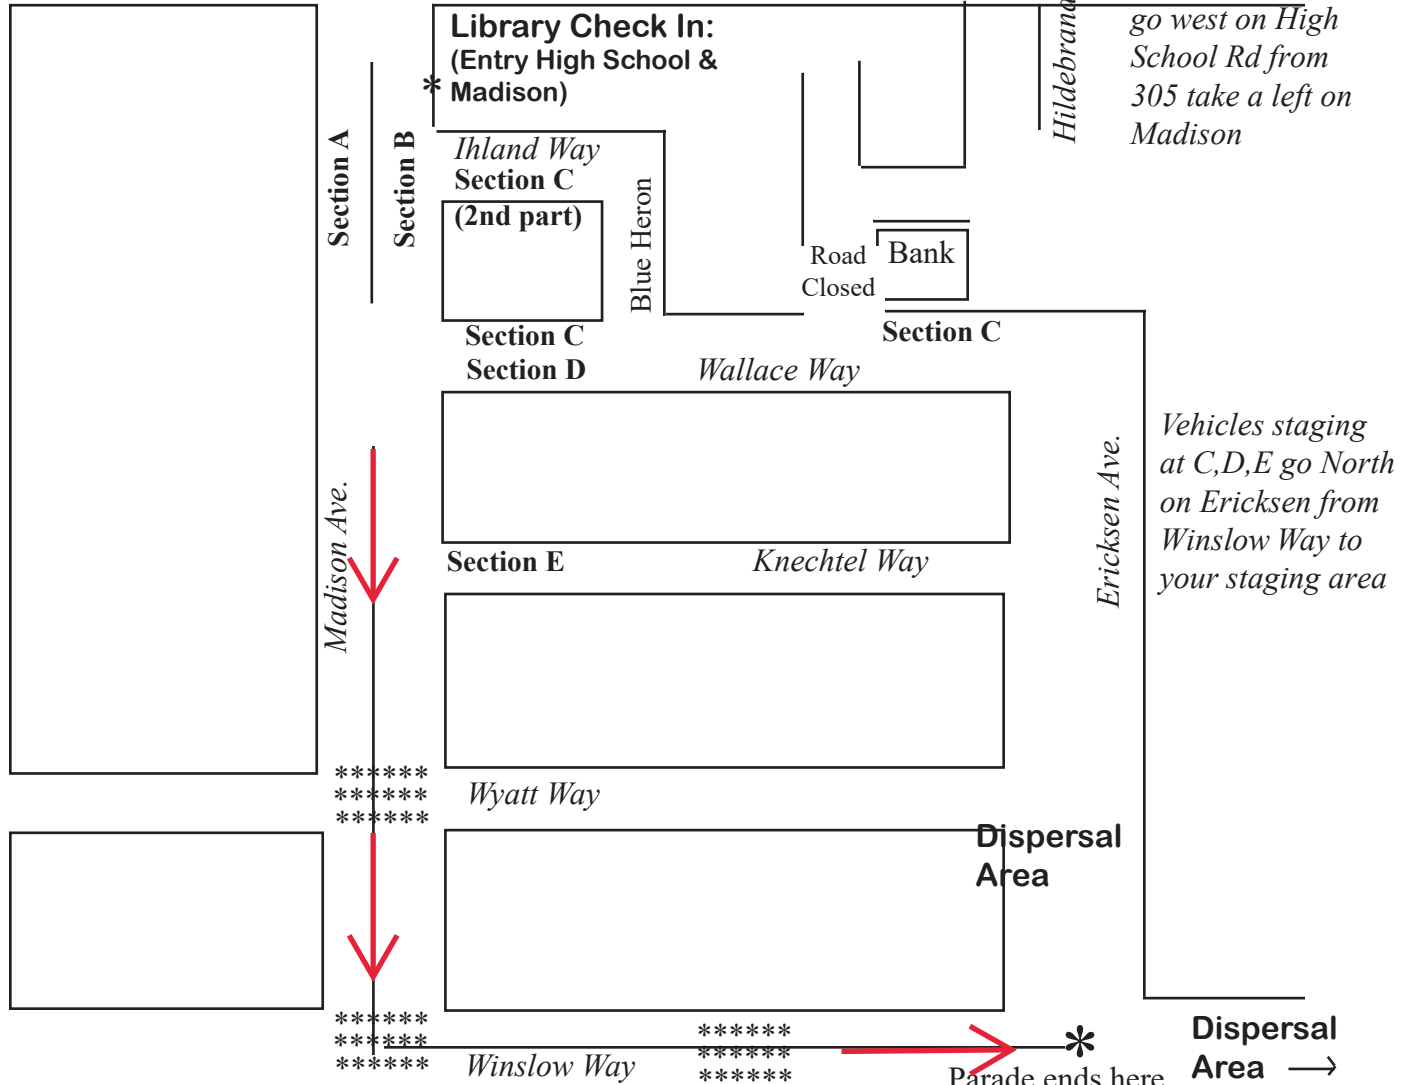 Library Check In:
(Entry High School &
* Madison)
go west on High
School Rd from
305 take a left on
Madison
Section A
Section B
Ihland Way
Section C
(2nd part)
Blue Heron
Road
Closed
Bank
Section C
Section D
Section C
Wallace Way
Madison Ave.
Ericksen Ave.
Vehicles staging
at C,D,E go North
on Ericksen from
Winslow Way to
your staging area
Section E
Knechtel Way
******
******
******
Wyatt Way
Dispersal
Area
******
******
******
Winslow Way
******
******
******
*
Parade ends here
Dispersal
Area